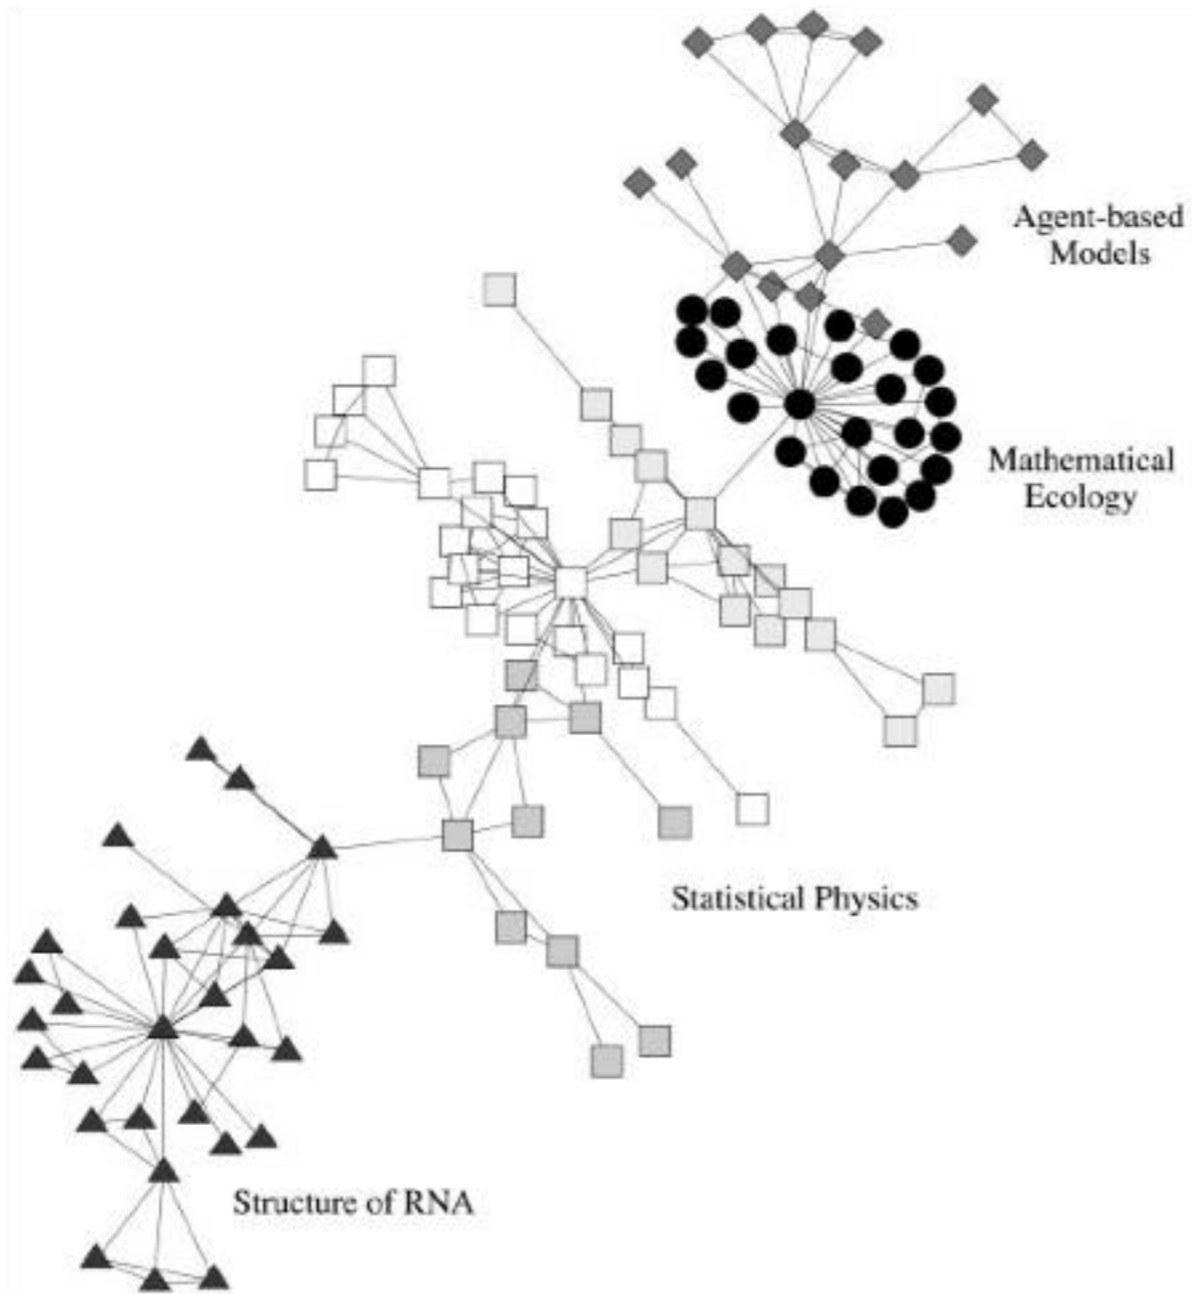 Agent-based
Models
Mathematical
Ecology
Statistical Physics
Structure of RNA